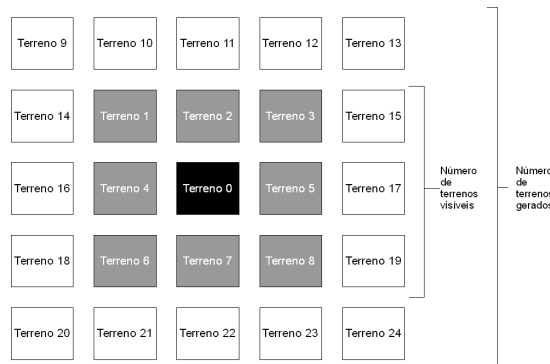 Terreno 9 Terreno 10 Terreno 11 Terreno 12 Terreno 13
Terreno 14 Terreno 1 Terreno 2 Terreno 3 Terreno 15
Terreno 16 Terreno 4 Terreno 0 Terreno 5 Terreno 17
Terreno 18 Terreno 6 Terreno 7 Terreno 8 Terreno 19
Terreno 20 Terreno 21 Terreno 22 Terreno 23 Terreno 24
Número
de
terrenos
visíveis
Número
de
terrenos
gerados